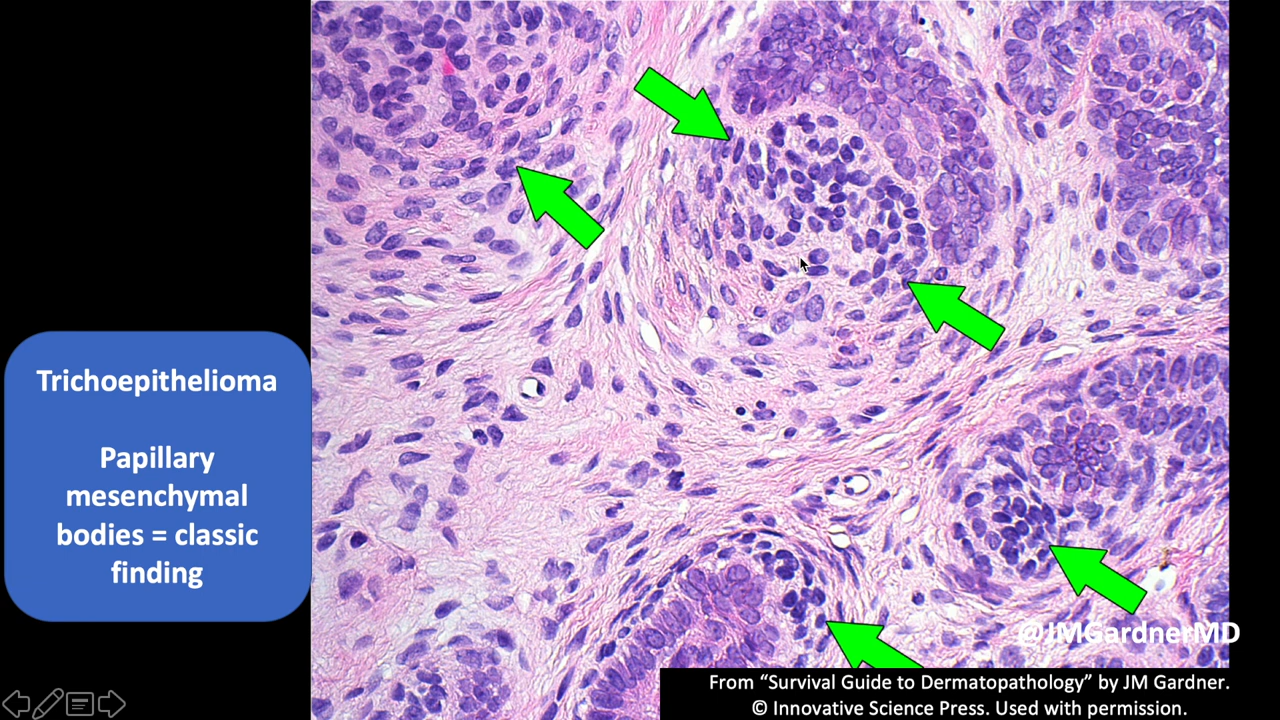 Trichoepithelioma
Papillary
mesenchymal
bodies = classic
finding
@JMGardnerMD
From “Survival Guide to Dermatopathology” by JM Gardner.
© Innovative Science Press. Used with permission.